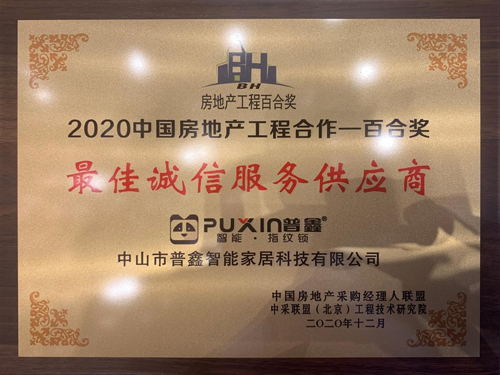 BH
BH
房地产工程百合奖
2020中国房地产工程合作—百合奖
最佳诚信服务供应商
PUXIN普鑫®
智能·指纹锁
中山市普鑫智能家居科技有限公司
中国房地产采购经理人联盟
中采联盟(北京)工程技术研究院
二〇二〇年十二月